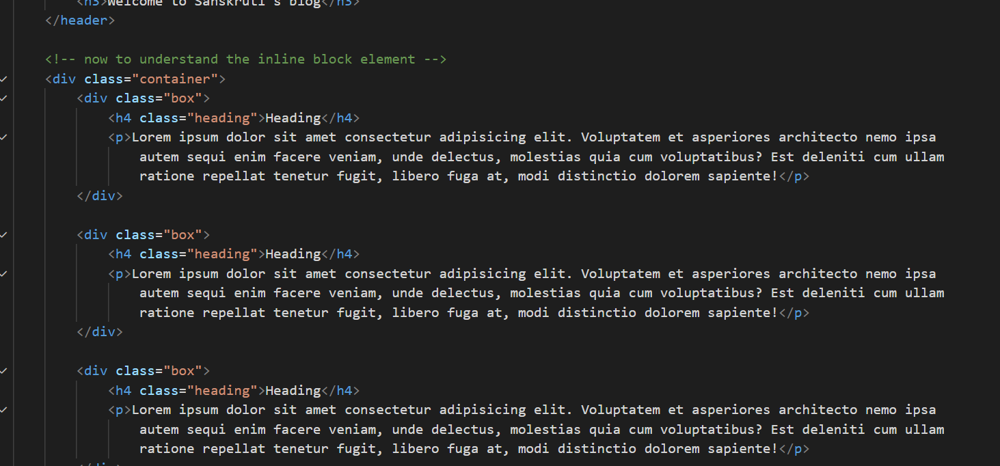 <h3>Welcome to Sanskruti's blog</h3>
</header>
<!-- now to understand the inline block element -->
<div class="container">
<div class="box">
<h4 class="heading">Heading</h4>
<p>Lorem ipsum dolor sit amet consectetur adipisicing elit. Voluptatem et asperiores architecto nemo ipsa
autem sequi enim facere veniam, unde delectus, molestias quia cum voluptatibus? Est deleniti cum ullam
ratione repellat tenetur fugit, libero fuga at, modi distinctio dolorem sapiente!</p>
</div>
<div class="box">
<h4 class="heading">Heading</h4>
<p>Lorem ipsum dolor sit amet consectetur adipisicing elit. Voluptatem et asperiores architecto nemo ipsa
autem sequi enim facere veniam, unde delectus, molestias quia cum voluptatibus? Est deleniti cum ullam
ratione repellat tenetur fugit, libero fuga at, modi distinctio dolorem sapiente!</p>
</div>
<div class="box">
<h4 class="heading">Heading</h4>
<p>Lorem ipsum dolor sit amet consectetur adipisicing elit. Voluptatem et asperiores architecto nemo ipsa
autem sequi enim facere veniam, unde delectus, molestias quia cum voluptatibus? Est deleniti cum ullam
ratione repellat tenetur fugit, libero fuga at, modi distinctio dolorem sapiente!</p>